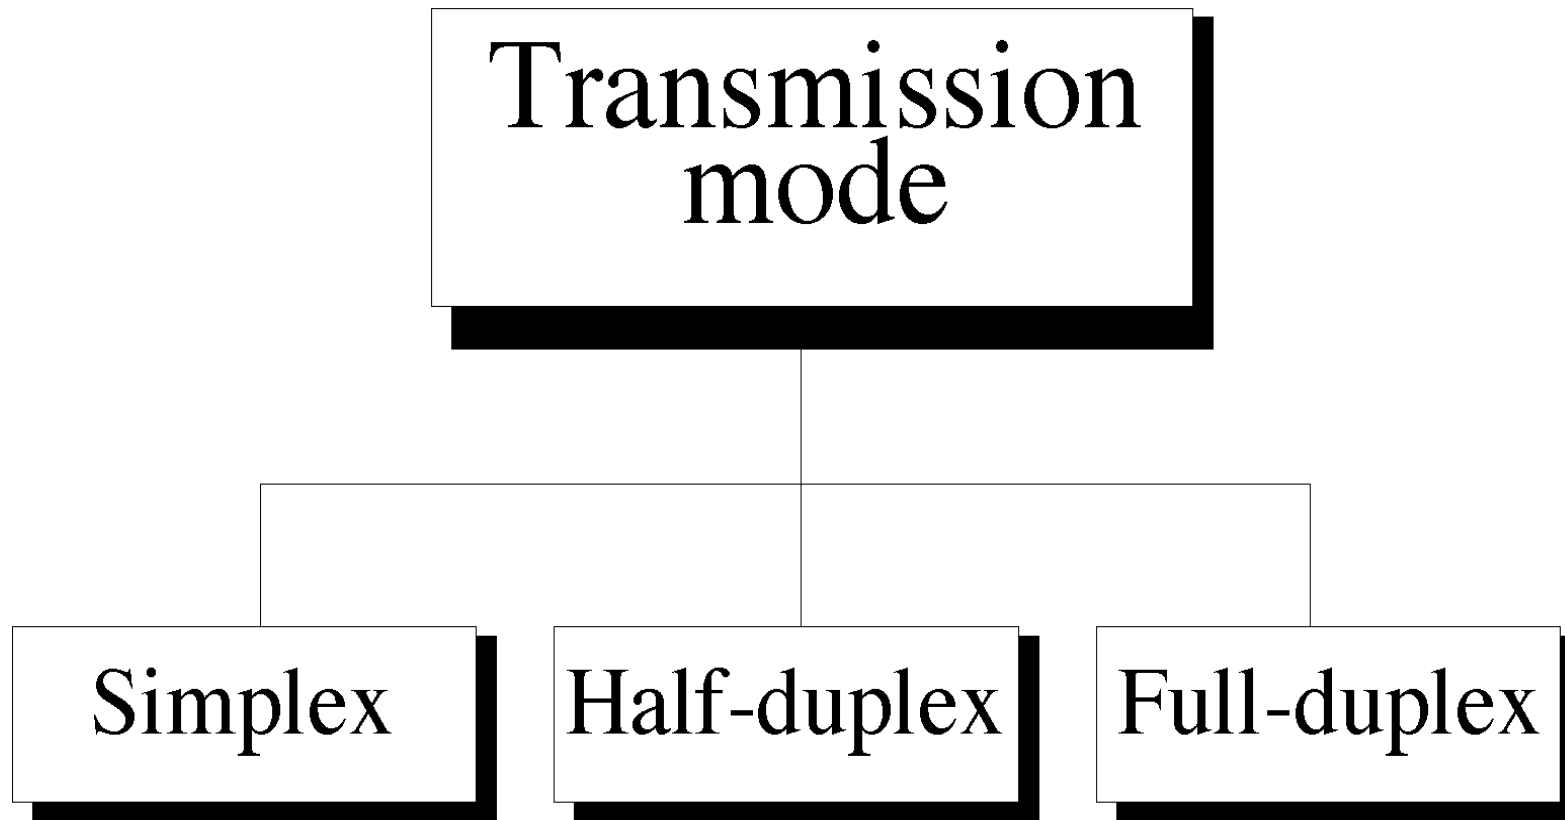 Transmission
mode
Simplex
Half-duplex
Full-duplex